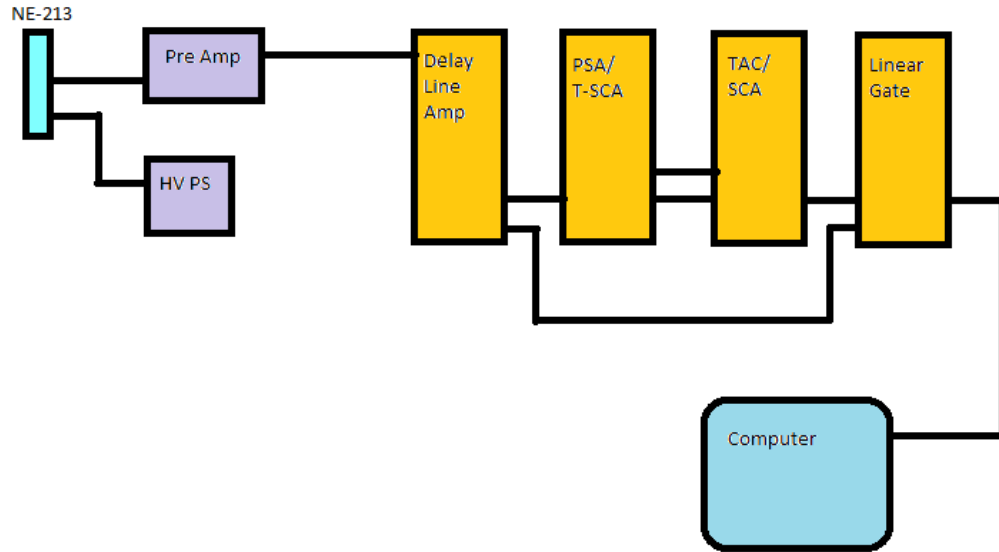 NE-213
Pre Amp
HV PS
Delay
Line
Amp
PSA/
T-SCA
TAC/
SCA
Linear
Gate
Computer